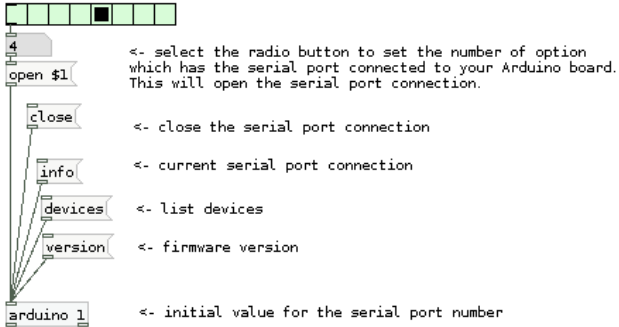 4
<- select the radio button to set the number of option
open $1
which has the serial port connected to your Arduino board.
This will open the serial port connection.
close
<- close the serial port connection
info
<- current serial port connection
devices
<- list devices
version
<- firmware version
arduino 1
<- initial value for the serial port number